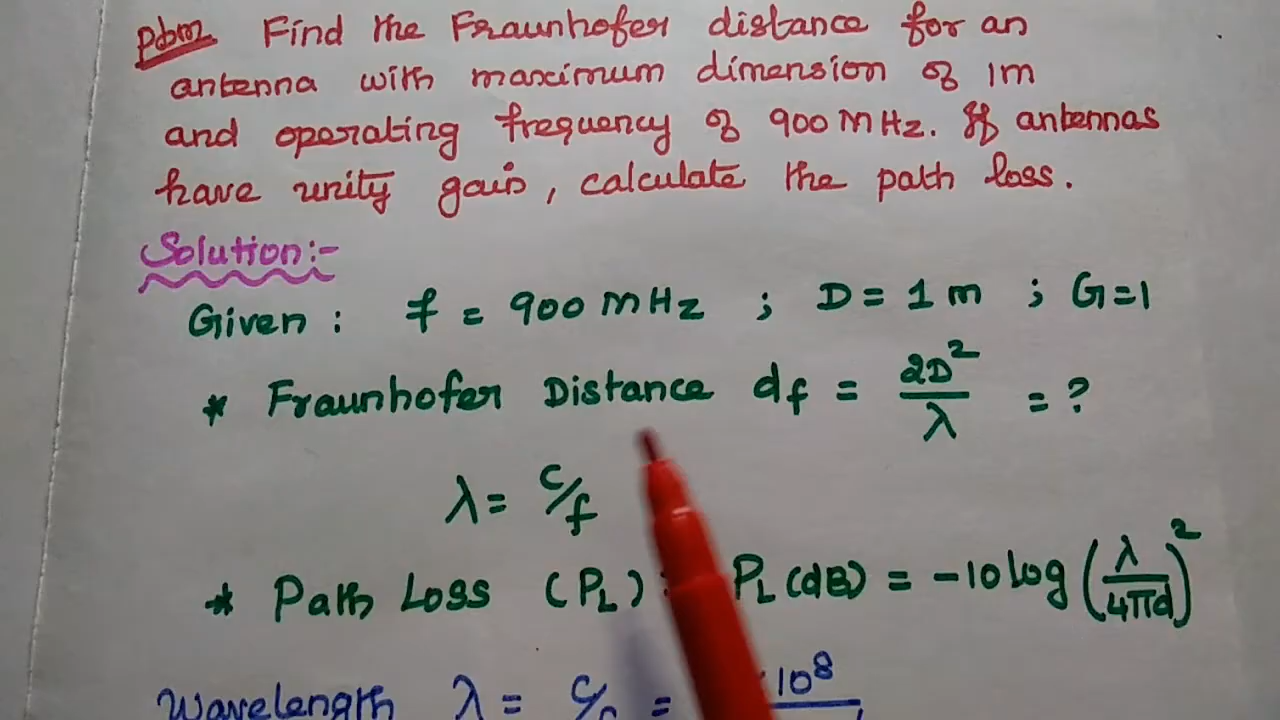 Pbm Find the Fraunhofer distance for an
antenna with maximum dimension of 1m
and operating frequency of 900 MHz. If antennas
have unity gain, calculate the path loss.
Solution:-
Given: f = 900 MHz ; D = 1 m ; G=1
* Fraunhofer Distance df = 2D²/λ = ?
λ = c/f
* Path Loss (PL): PL (dB) = -10 log (λ/4πd)²
Wavelength λ = c/f = 10⁸